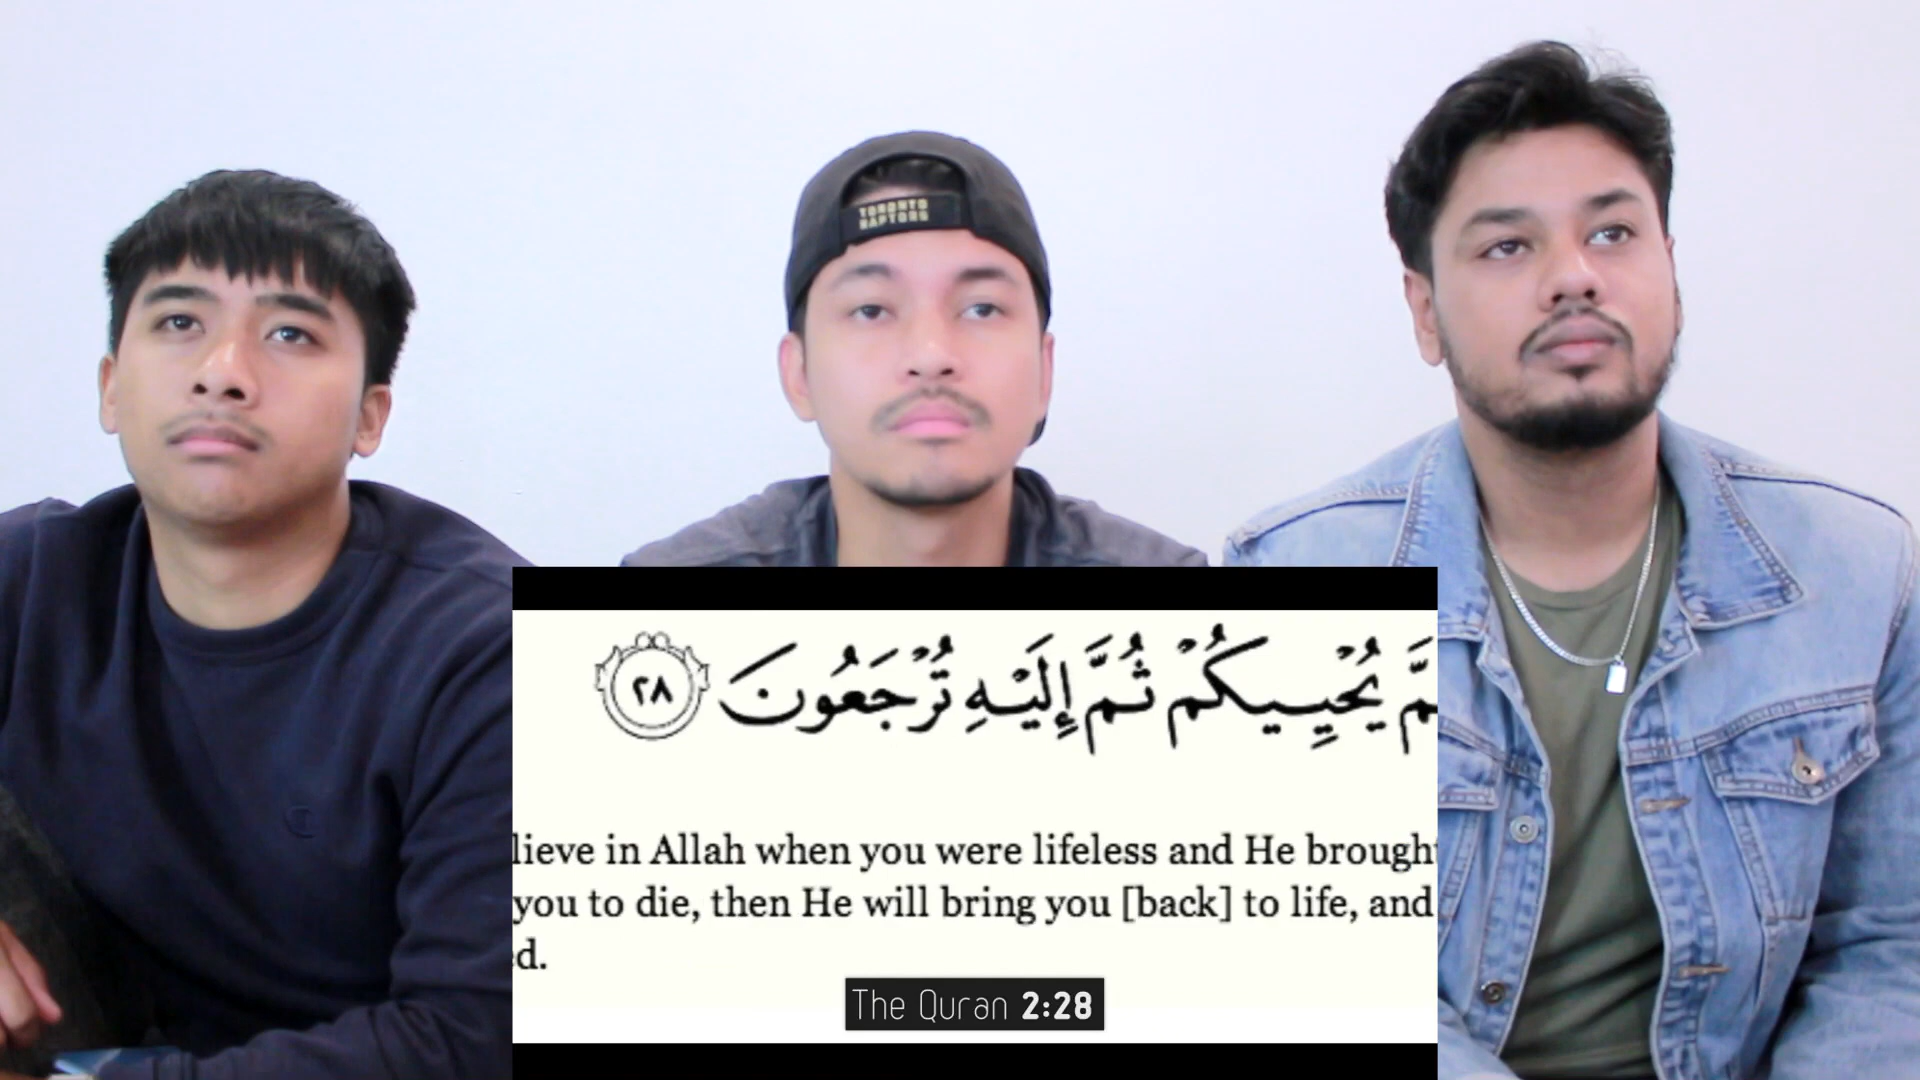 TORONTO
RAPTORS
يُحْيِيكُمْ ثُمَّ إِلَيْهِ تُرْجَعُونَ ٢٨
lieve in Allah when you were lifeless and He brought
you to die, then He will bring you [back] to life, and
ed.
The Quran 2:28